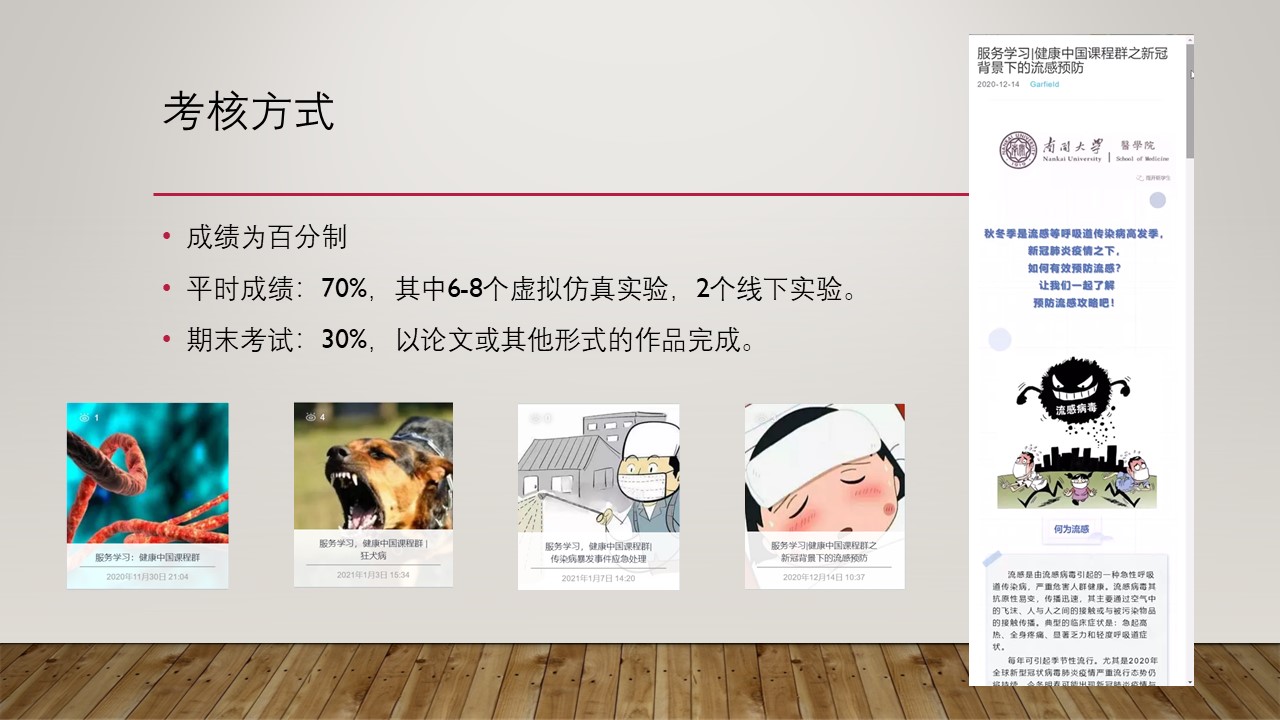 考核方式
• 成绩为百分制
• 平时成绩：70%，其中6-8个虚拟仿真实验，2个线下实验。
• 期末考试：30%，以论文或其他形式的作品完成。
1
服务学习：健康中国课程群
2020年11月30日 21:04
4
服务学习，健康中国课程群 |
狂犬病
2021年1月3日 15:34
服务学习，健康中国课程群|
传染病暴发事件应急处理
2021年1月7日 14:20
服务学习|健康中国课程群之
新冠背景下的流感预防
2020年12月14日 10:37
服务学习|健康中国课程群之新冠
背景下的流感预防
2020-12-14 Garfield
南开大学
Nankai University
醫學院
School of Medicine
秋冬季是流感等呼吸道传染病高发季，
新冠肺炎疫情之下，
如何有效预防流感？
让我们一起了解
预防流感攻略吧！
流感病毒
何为流感
流感是由流感病毒引起的一种急性呼吸
道传染病，严重危害人群健康。流感病毒其
抗原性易变，传播迅速，其主要通过空气中
的飞沫、人与人之间的接触或与被污染物品
的接触传播。典型的临床症状是：急起高
热、全身疼痛、显著乏力和轻度呼吸道症
状。
每年可引起季节性流行。尤其是2020年
全球新型冠状病毒肺炎疫情严重流行态势仍